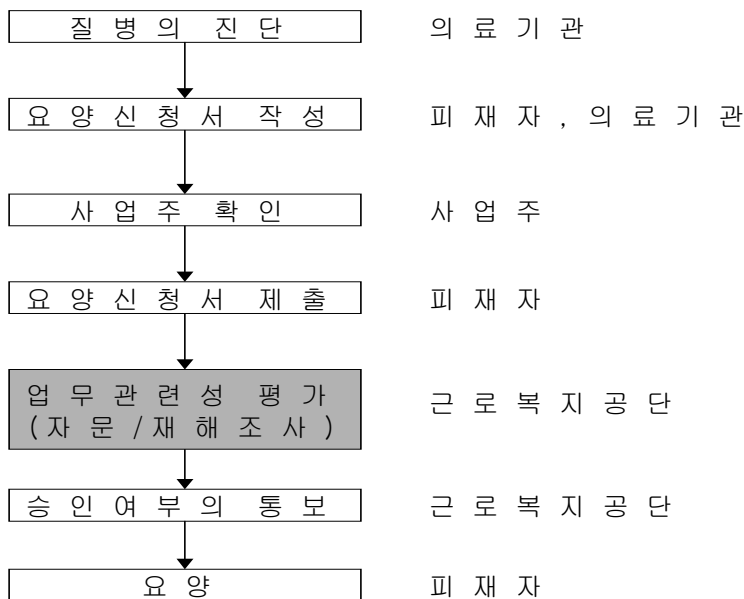 질병의 진단 의료기관
요양신청서 작성 피재자, 의료기관
사업주 확인 사업주
요양신청서 제출 피재자
업무관련성 평가
(자문/재해조사) 근로복지공단
승인여부의 통보 근로복지공단
요양 피재자